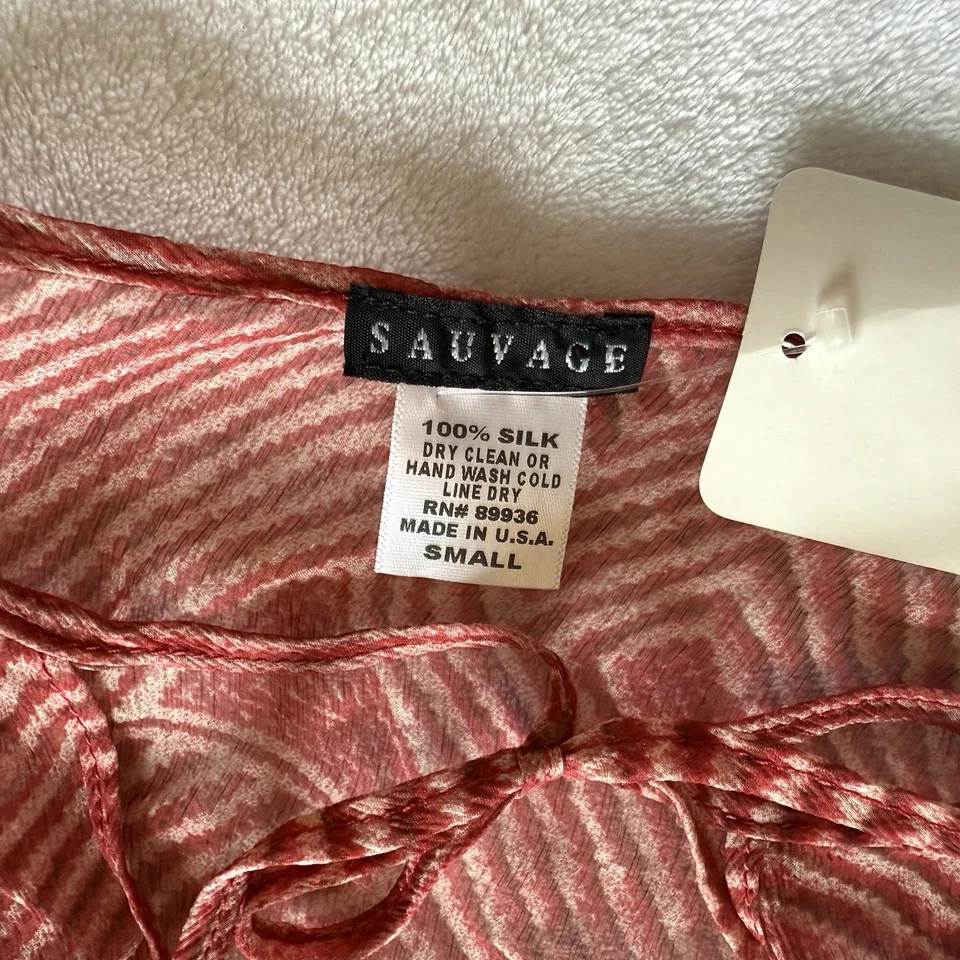 SAUVAGE
100% SILK
DRY CLEAN OR
HAND WASH COLD
LINE DRY
RN# 89936
MADE IN U.S.A.
SMALL